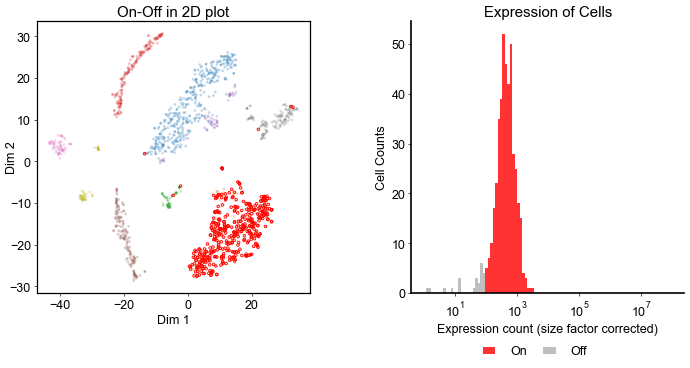 On-Off in 2D plot
30
20
10
0
−10
−20
−30
Dim 2
−40
−20
0
20
Dim 1
Expression of Cells
50
40
30
20
10
0
Cell Counts
10^1
10^3
10^5
10^7
Expression count (size factor corrected)
On
Off